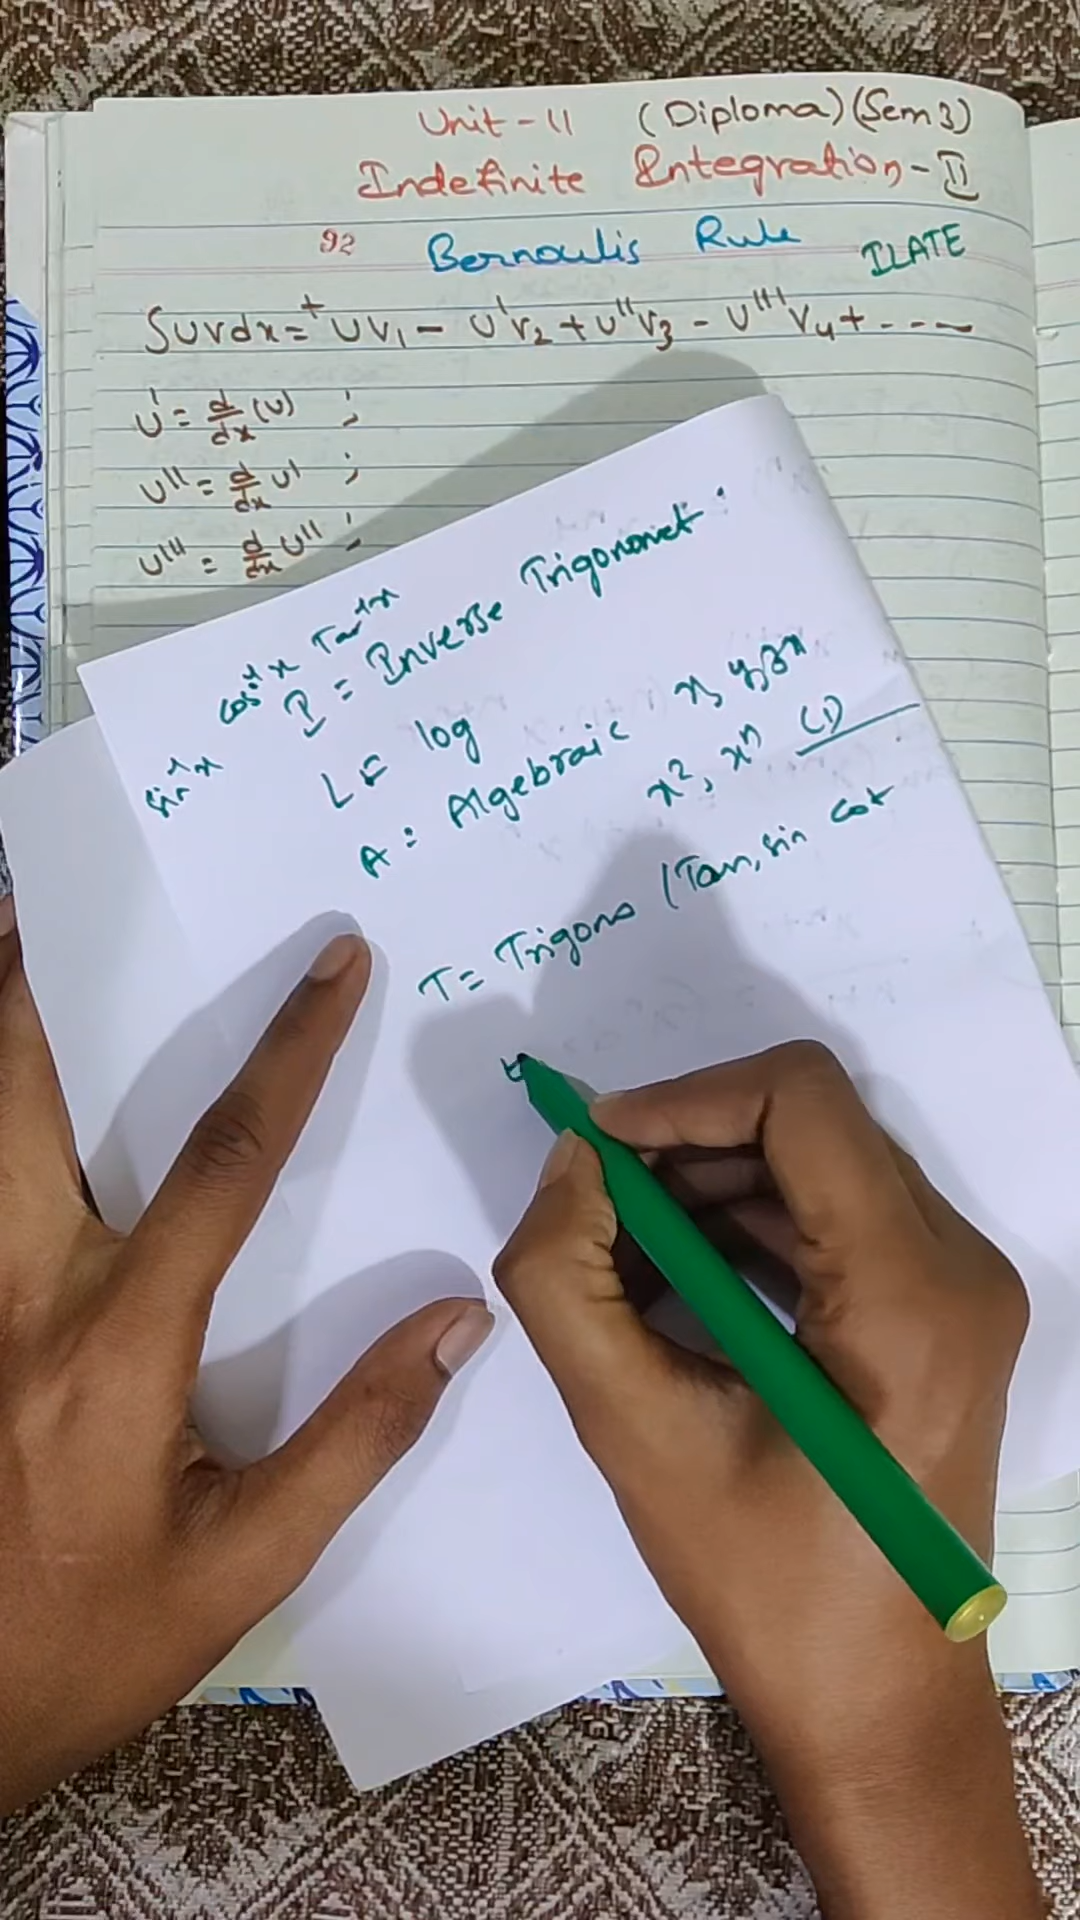 Unit - 11 (Diploma) (Sem 3)
Indefinite Integration - II
92 Bernoulis Rule ILATE
∫uvdx = + uv₁ - u'v₂ + u''v₃ - u'''v₄ + - - -
u' = d/dx (u) ;
u'' = d/dx u' ;
u''' = d/dx u'' ;
sin⁻¹x cos⁻¹x Tan⁻¹x
I = Inverse Trigonomet :
L = log
A = Algebraic x, y, 3x
x², xⁿ (1)
T = Trigono (Tan, sin cot